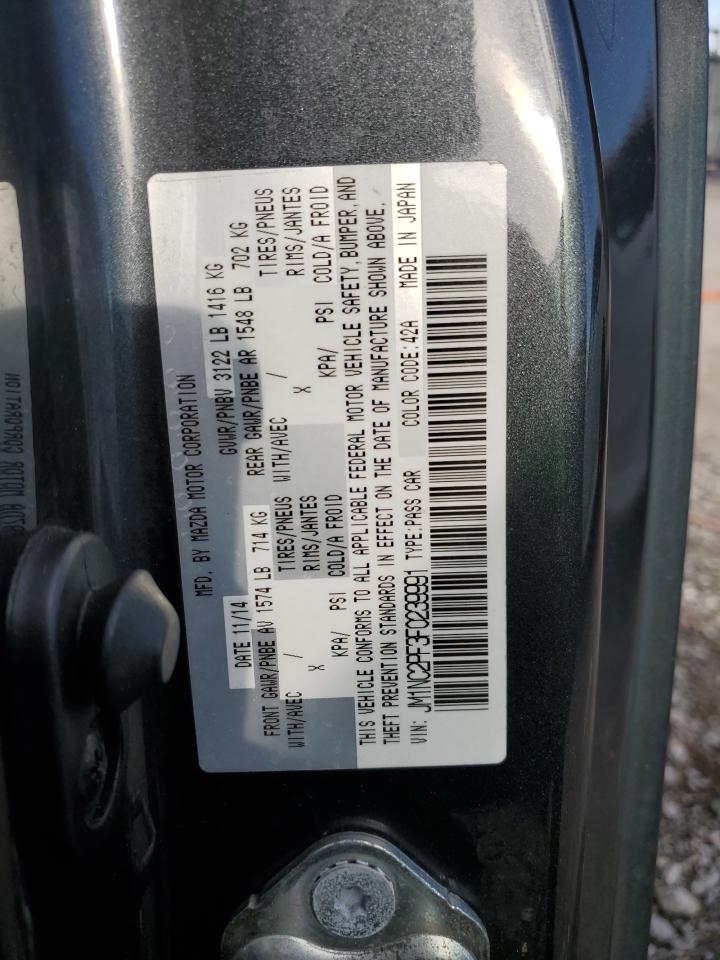 MFD. BY MAZDA MOTOR CORPORATION
DATE 11/14 GVWR/PNBV 3122 LB 1416 KG
FRONT GAWR/PNBE AV 1574 LB 714 KG REAR GAWR/PNBE AR 1548 LB 702 KG
WITH/AVEC / TIRES/PNEUS WITH/AVEC / TIRES/PNEUS
X RIMS/JANTES X RIMS/JANTES
KPA/ PSI COLD/A FROID KPA/ PSI COLD/A FROID
THIS VEHICLE CONFORMS TO ALL APPLICABLE FEDERAL MOTOR VEHICLE SAFETY, BUMPER, AND
THEFT PREVENTION STANDARDS IN EFFECT ON THE DATE OF MANUFACTURE SHOWN ABOVE.
VIN: JM1NC2PF3F0239991 TYPE:PASS CAR COLOR CODE:42A MADE IN JAPAN